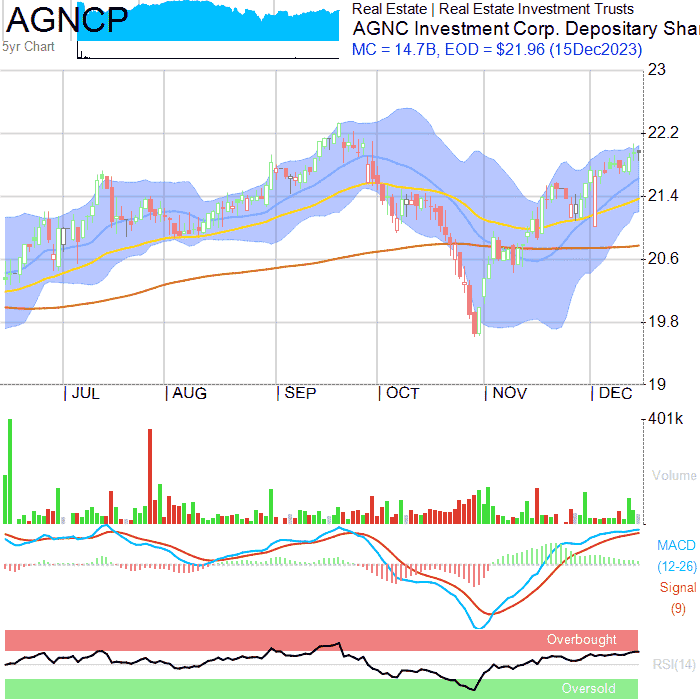 AGNCP
5yr Chart
Real Estate | Real Estate Investment Trusts
AGNC Investment Corp. Depositary Shar
MC = 14.7B, EOD = $21.96 (15Dec2023)
23
22.2
21.4
20.6
19.8
19
JUL AUG SEP OCT NOV DEC
401k
Volume
MACD
(12-26)
Signal
(9)
Overbought
RSI(14)
Oversold